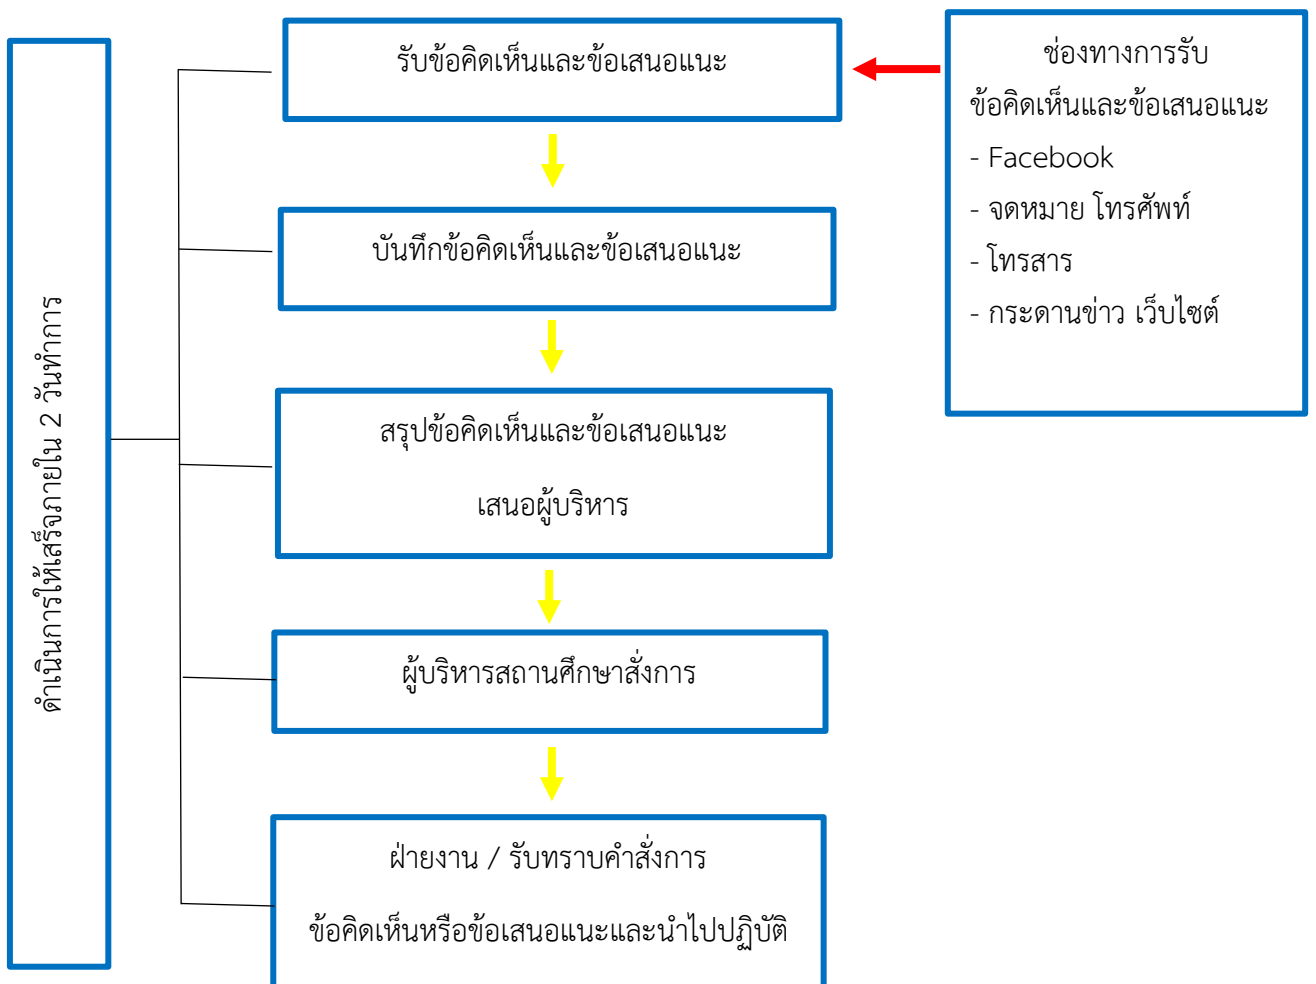 รับข้อคิดเห็นและข้อเสนอแนะ
ช่องทางการรับ
ข้อคิดเห็นและข้อเสนอแนะ
- Facebook
- จดหมาย โทรศัพท์
- โทรสาร
- กระดานข่าว เว็บไซต์
บันทึกข้อคิดเห็นและข้อเสนอแนะ
สรุปข้อคิดเห็นและข้อเสนอแนะ
เสนอผู้บริหาร
ผู้บริหารสถานศึกษาสั่งการ
ฝ่ายงาน / รับทราบคำสั่งการ
ข้อคิดเห็นหรือข้อเสนอแนะและนำไปปฏิบัติ
ดำเนินการให้เสร็จภายใน 2 วันทำการ